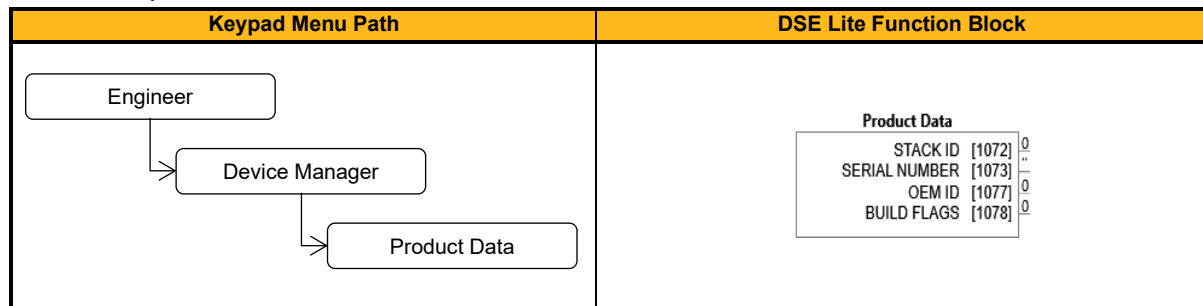 Keypad Menu Path
DSE Lite Function Block
Engineer
Device Manager
Product Data
Product Data
STACK ID [1072] 0
SERIAL NUMBER [1073] "
OEM ID [1077] 0
BUILD FLAGS [1078] 0